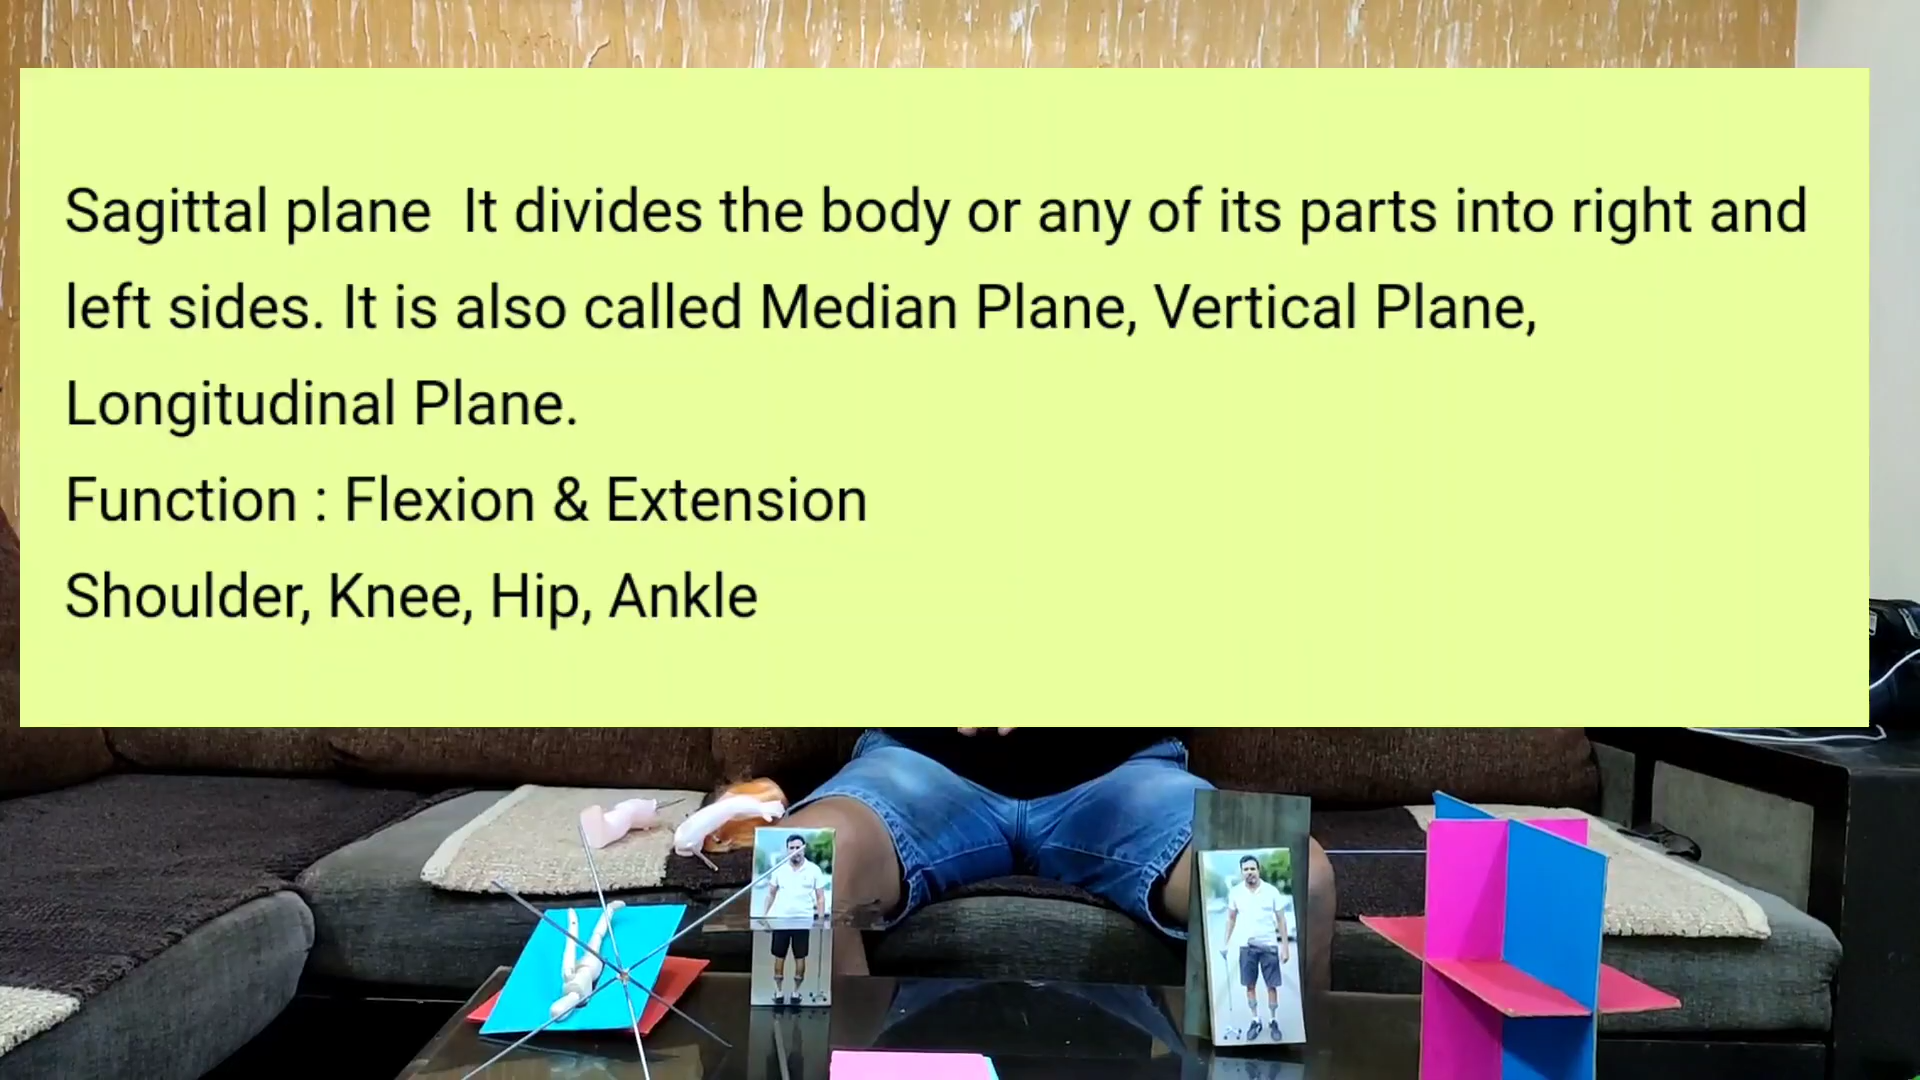 Sagittal plane  It divides the body or any of its parts into right and
left sides. It is also called Median Plane, Vertical Plane,
Longitudinal Plane.
Function : Flexion & Extension
Shoulder, Knee, Hip, Ankle